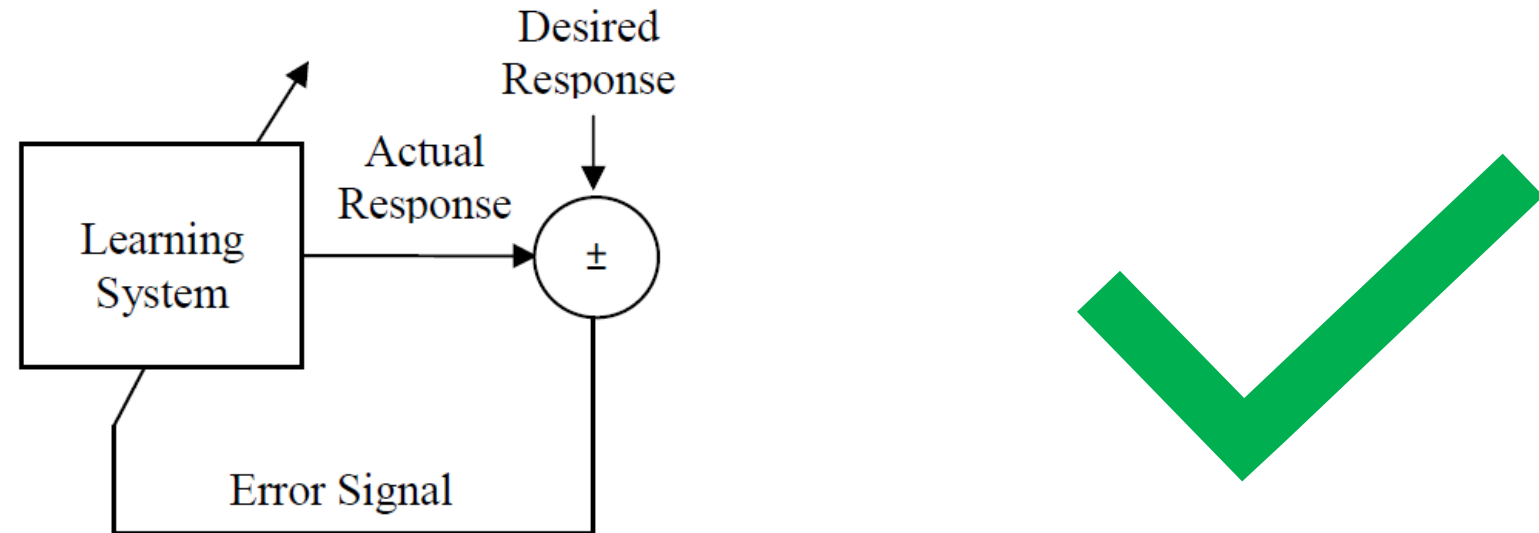 Desired
Response
Actual
Response
Learning
System
±
Error Signal